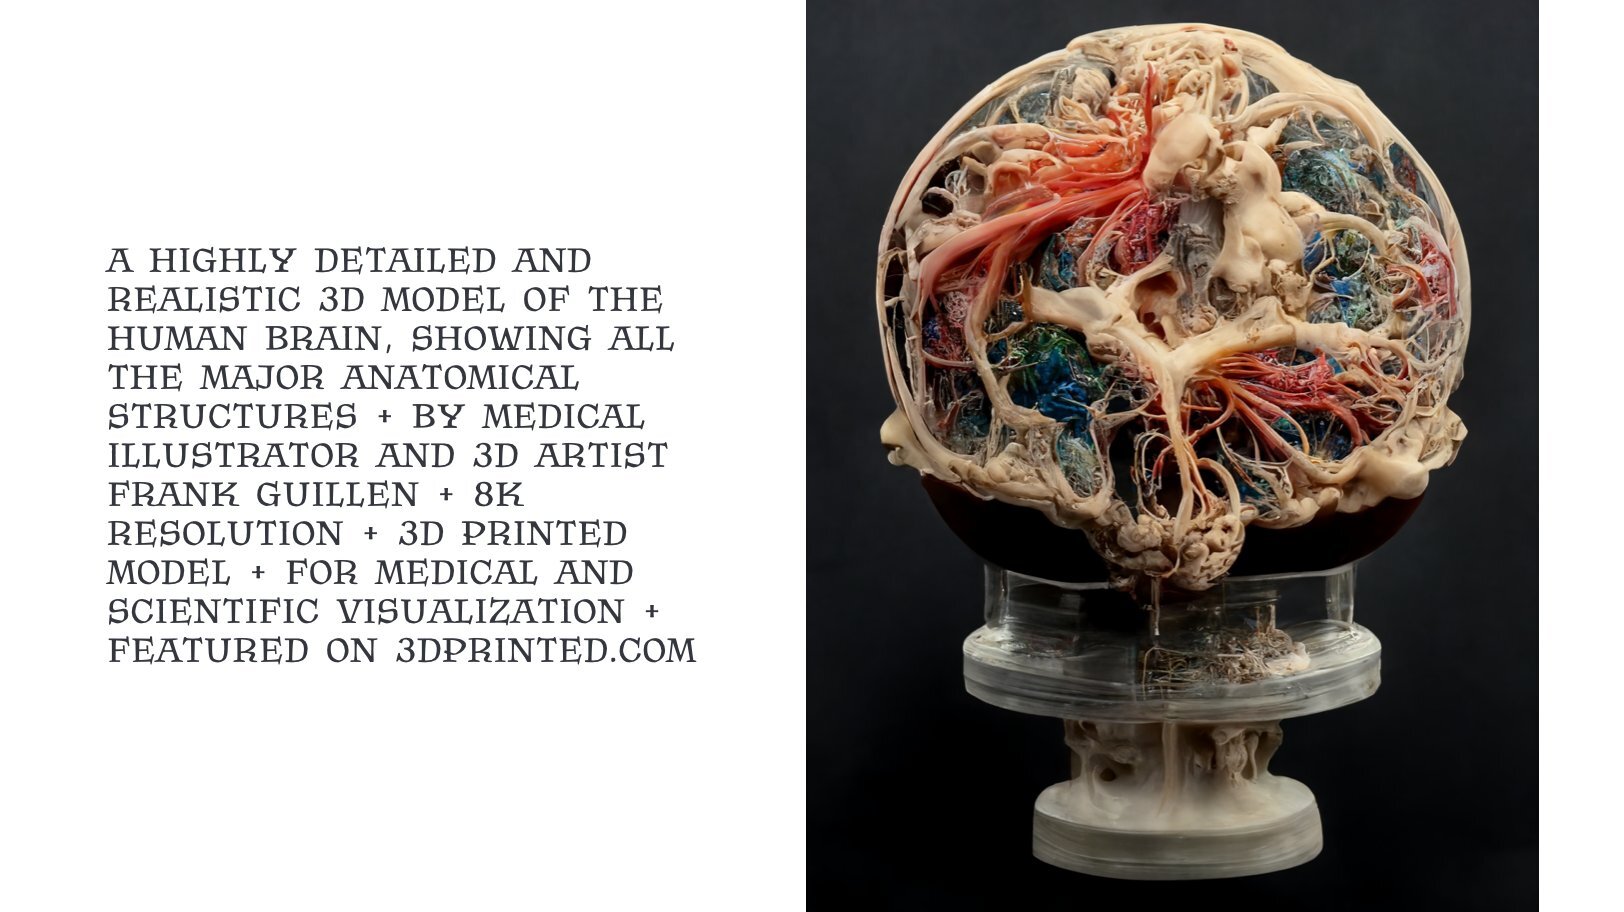 A HIGHLY DETAILED AND
REALISTIC 3D MODEL OF THE
HUMAN BRAIN, SHOWING ALL
THE MAJOR ANATOMICAL
STRUCTURES + BY MEDICAL
ILLUSTRATOR AND 3D ARTIST
FRANK GUILLEN + 8K
RESOLUTION + 3D PRINTED
MODEL + FOR MEDICAL AND
SCIENTIFIC VISUALIZATION +
FEATURED ON 3DPRINTED.COM